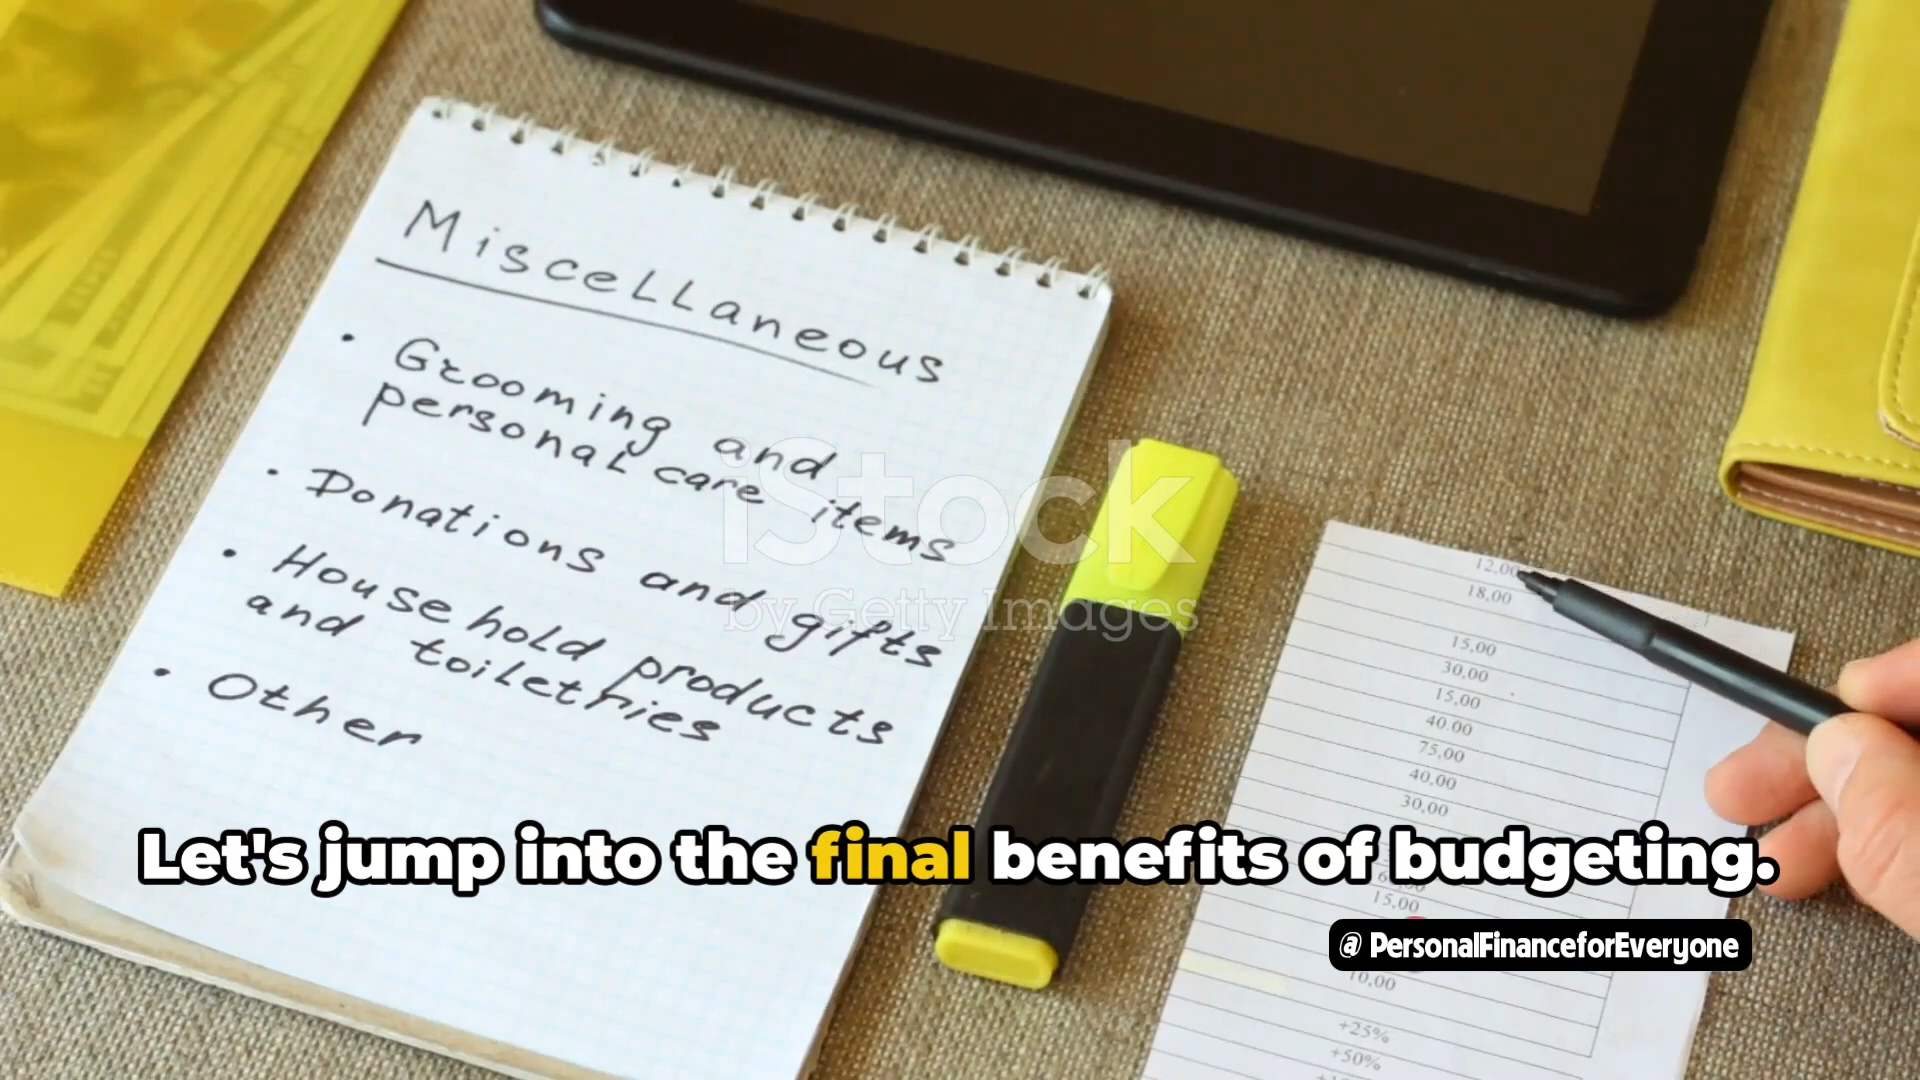 Miscellaneous
• Grooming and
personal care items
• Donations and gifts
• Household products
and toiletries
• Other
iStock
by Getty Images
12,00
18,00
15,00
30,00
15,00
40.00
75,00
40,00
30,00
Let's jump into the final benefits of budgeting.
15,00
@ PersonalFinanceforEveryone
10,00
+25%
+50%